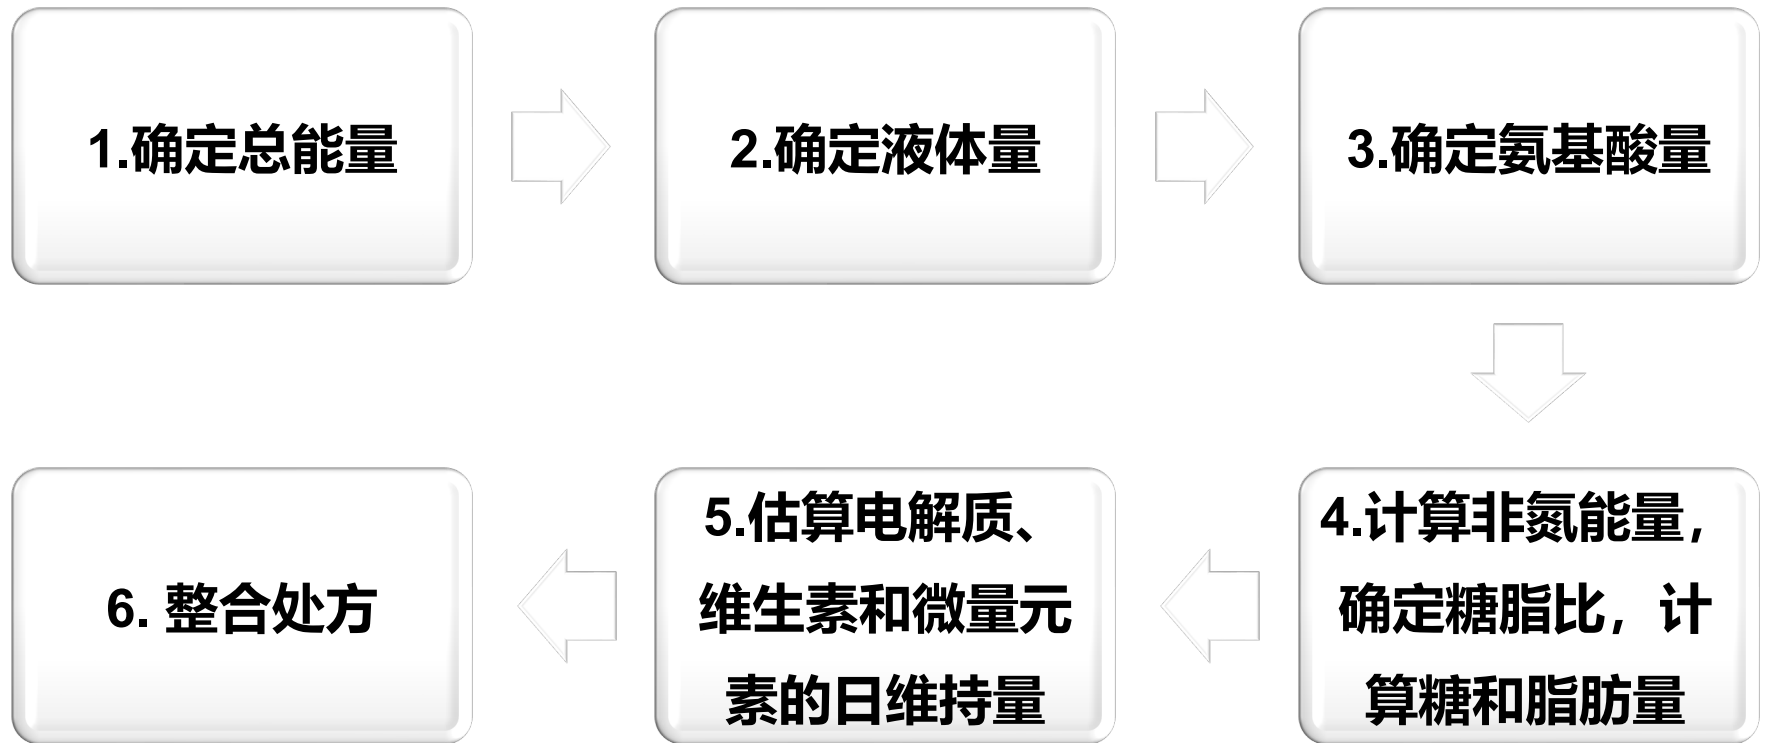 1.确定总能量
2.确定液体量
3.确定氨基酸量
4.计算非氮能量，
确定糖脂比，计
算糖和脂肪量
5.估算电解质、
维生素和微量元
素的日维持量
6. 整合处方